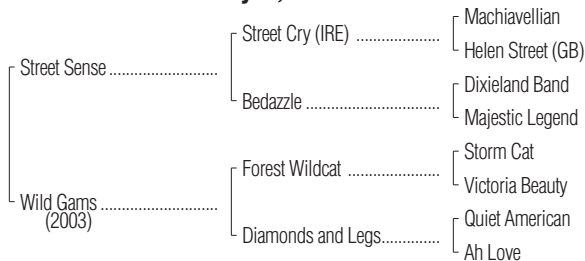 Machiavellian
Street Cry (IRE) ..................
Helen Street (GB)
Street Sense ........................
Dixieland Band
Bedazzle .............................
Majestic Legend
Storm Cat
Forest Wildcat ....................
Victoria Beauty
Wild Gams ..........................
(2003)
Quiet American
Diamonds and Legs.............
Ah Love